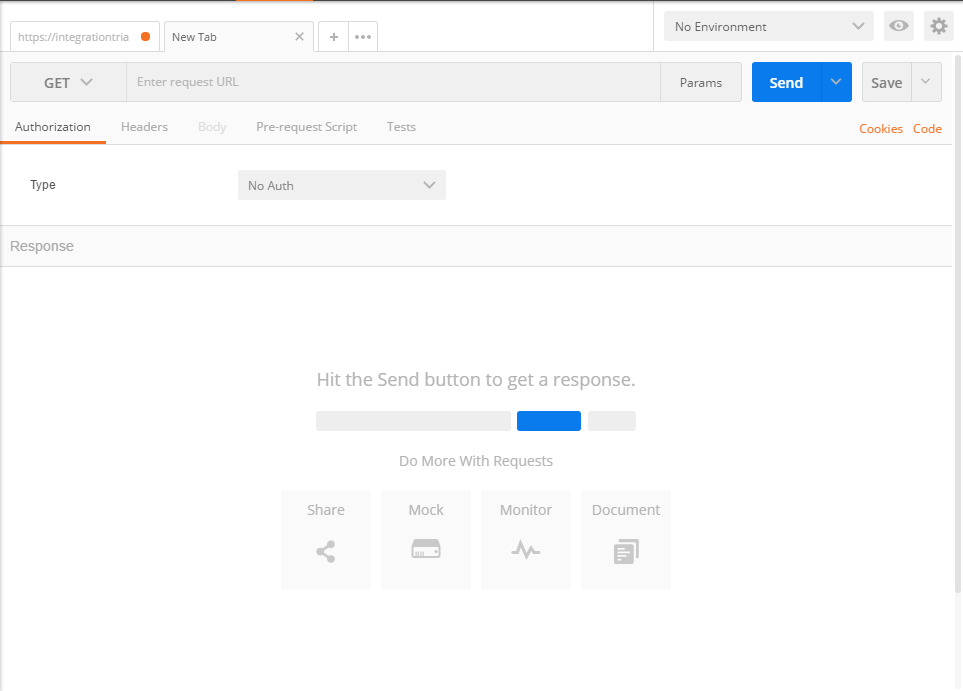 https://integrationtria
New Tab
No Environment
GET
Enter request URL
Params
Send
Save
Authorization
Headers
Body
Pre-request Script
Tests
Cookies
Code
Type
No Auth
Response
Hit the Send button to get a response.
Do More With Requests
Share
Mock
Monitor
Document